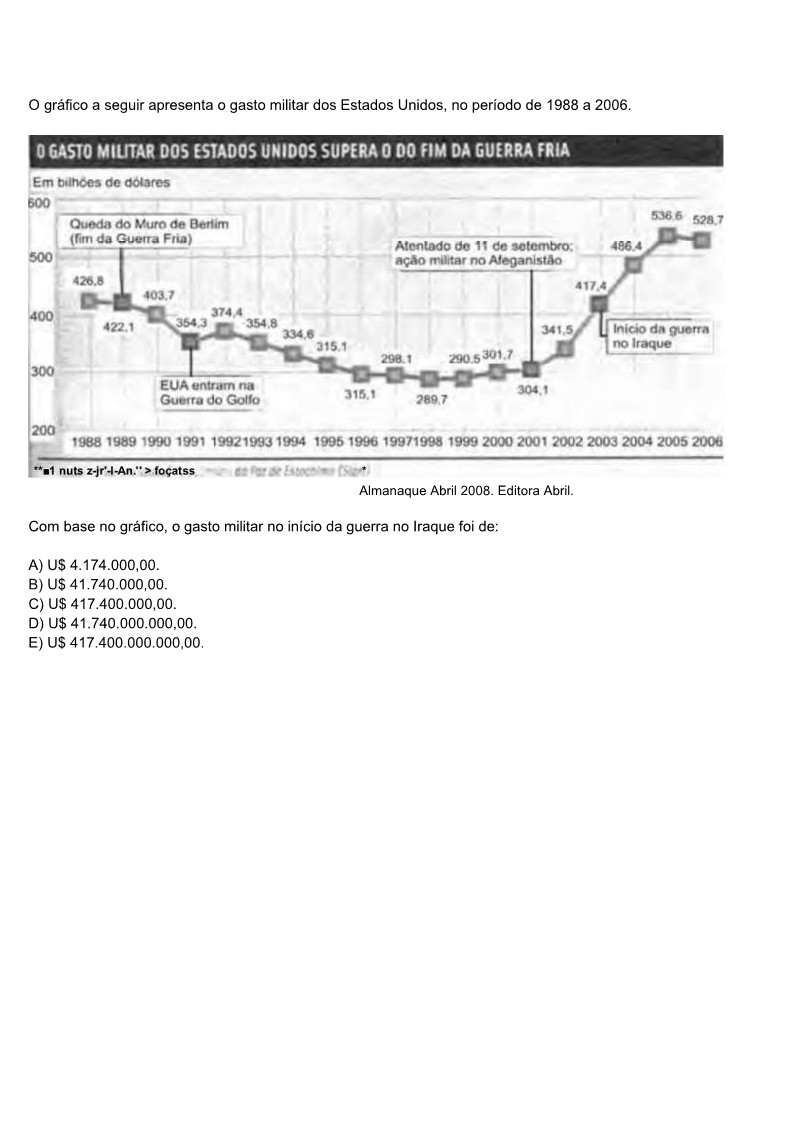 O gráfico a seguir apresenta o gasto militar dos Estados Unidos, no período de 1988 a 2006.
O GASTO MILITAR DOS ESTADOS UNIDOS SUPERA O DO FIM DA GUERRA FRIA
Em bilhões de dólares
600
500
400
300
200
Queda do Muro de Berlim
(fim da Guerra Fria)
Atentado de 11 de setembro;
ação militar no Afeganistão
EUA entram na
Guerra do Golfo
Início da guerra
no Iraque
426,8
422,1
403,7
354,3
374,4
354,8
334,6
315.1
315,1
298.1
289,7
290.5
301,7
304,1
341,5
417,4
486,4
536,6
528,7
1988 1989 1990 1991 1992 1993 1994 1995 1996 1997 1998 1999 2000 2001 2002 2003 2004 2005 2006
**■1 nuts z-jr'-l-An." > foçatss da Paz de Estocolmo
Almanaque Abril 2008. Editora Abril.
Com base no gráfico, o gasto militar no início da guerra no Iraque foi de:
A) U$ 4.174.000,00.
B) U$ 41.740.000,00.
C) U$ 417.400.000,00.
D) U$ 41.740.000.000,00.
E) U$ 417.400.000.000,00.